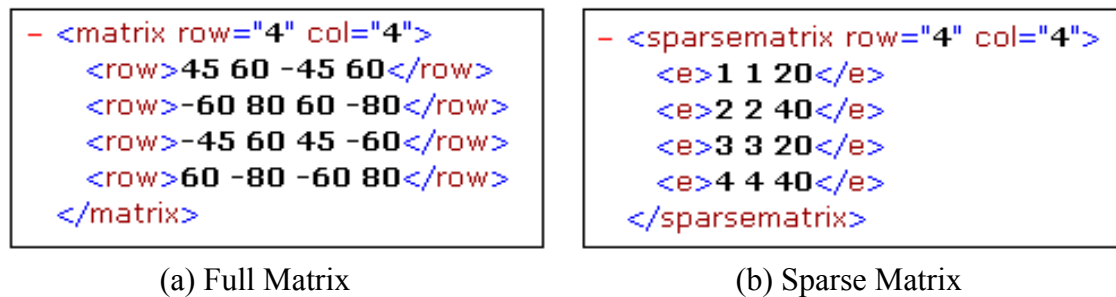 − <matrix row="4" col="4">
<row>45 60 -45 60</row>
<row>-60 80 60 -80</row>
<row>-45 60 45 -60</row>
<row>60 -80 -60 80</row>
</matrix>
(a) Full Matrix
− <sparsematrix row="4" col="4">
<e>1 1 20</e>
<e>2 2 40</e>
<e>3 3 20</e>
<e>4 4 40</e>
</sparsematrix>
(b) Sparse Matrix